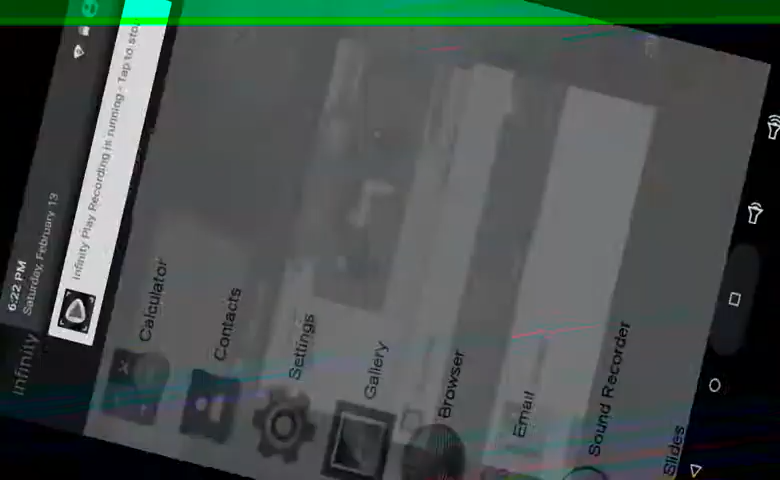 6:22 PM
Saturday, February 13
Infinity Play Recording is running - Tap to stop
Infinity
Calculator
Contacts
Settings
Gallery
Browser
Email
Sound Recorder
Slides